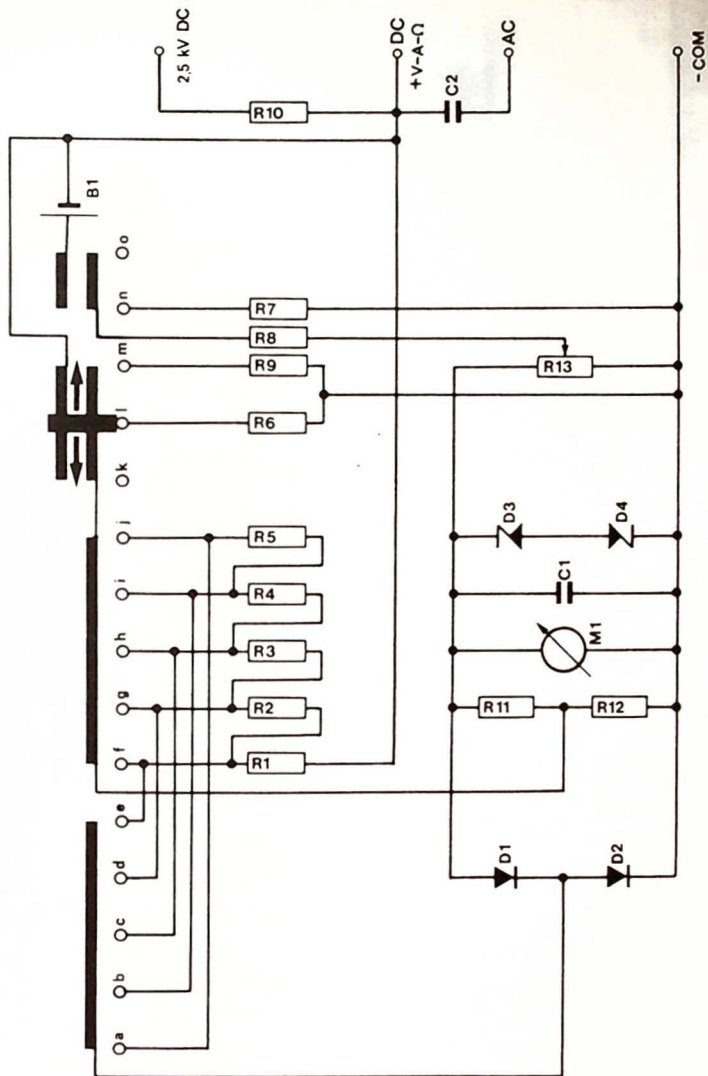 2,5 kV DC
DC
+V-A-Ω
AC
-COM
R10
C2
B1
o
n
m
l
k
j
i
h
g
f
e
d
c
b
a
R7
R8
R9
R6
R5
R4
R3
R2
R1
R13
D3
D4
C1
M1
R11
R12
D1
D2